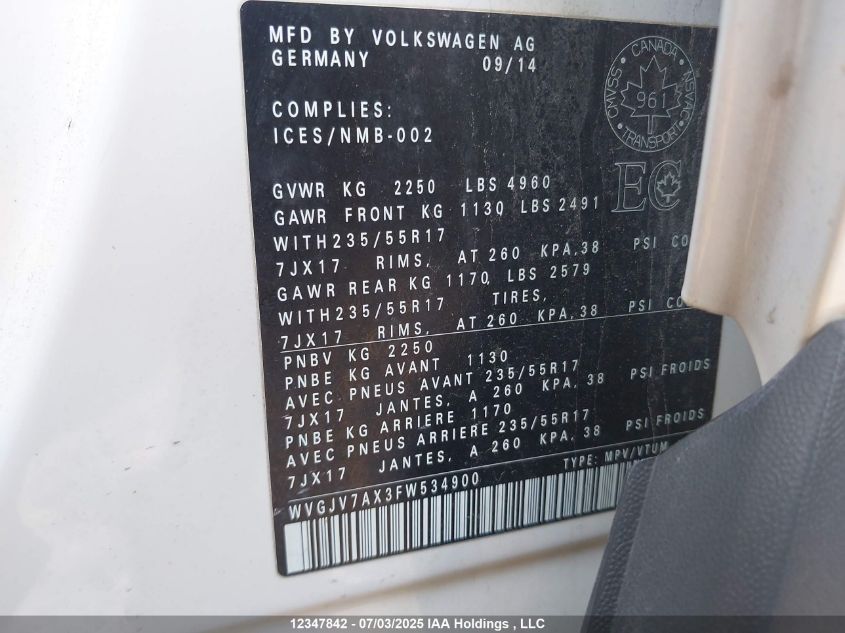 MFD BY VOLKSWAGEN AG
GERMANY 09/14
CANADA
CMVSS
NSVAC
961
TRANSPORT
COMPLIES:
ICES/NMB-002
EC
GVWR KG 2250 LBS 4960
GAWR FRONT KG 1130 LBS 2491
WITH235/55R17
7JX17 RIMS, AT 260 KPA,38 PSI CO
GAWR REAR KG 1170 LBS 2579
WITH235/55R17 TIRES,
7JX17 RIMS, AT 260 KPA,38 PSI CO
PNBV KG 2250
PNBE KG AVANT 1130
AVEC PNEUS AVANT 235/55R17
7JX17 JANTES, A 260 KPA,38 PSI FROIDS
PNBE KG ARRIERE 1170
AVEC PNEUS ARRIERE 235/55R17
7JX17 JANTES, A 260 KPA,38 PSI FROIDS
WVGJV7AX3FW534900 TYPE: MPV/VTUM
12347842 - 07/03/2025 IAA Holdings , LLC